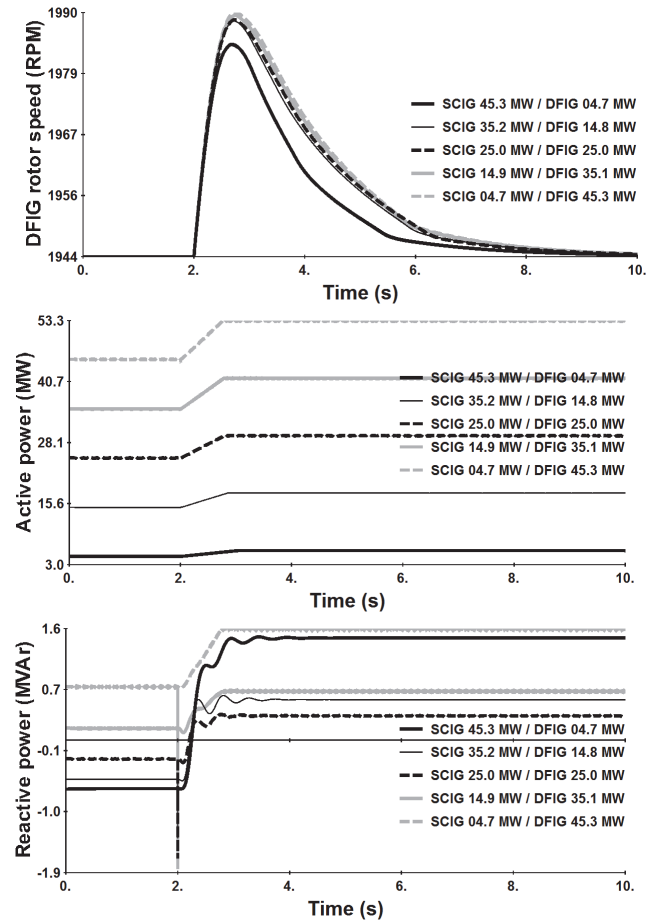 DFIG rotor speed (RPM)
1990
1979
1967
1956
1944
SCIG 45.3 MW / DFIG 04.7 MW
SCIG 35.2 MW / DFIG 14.8 MW
SCIG 25.0 MW / DFIG 25.0 MW
SCIG 14.9 MW / DFIG 35.1 MW
SCIG 04.7 MW / DFIG 45.3 MW
0. 2. 4. 6. 8. 10.
Time (s)
Active power (MW)
53.3
40.7
28.1
15.6
3.0
SCIG 45.3 MW / DFIG 04.7 MW
SCIG 35.2 MW / DFIG 14.8 MW
SCIG 25.0 MW / DFIG 25.0 MW
SCIG 14.9 MW / DFIG 35.1 MW
SCIG 04.7 MW / DFIG 45.3 MW
0. 2. 4. 6. 8. 10.
Time (s)
Reactive power (MVAr)
1.6
0.7
-0.1
-1.0
-1.9
SCIG 45.3 MW / DFIG 04.7 MW
SCIG 35.2 MW / DFIG 14.8 MW
SCIG 25.0 MW / DFIG 25.0 MW
SCIG 14.9 MW / DFIG 35.1 MW
SCIG 04.7 MW / DFIG 45.3 MW
0. 2. 4. 6. 8. 10.
Time (s)